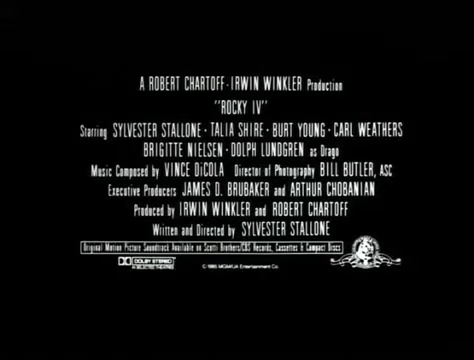 A ROBERT CHARTOFF-IRWIN WINKLER Production
"ROCKY IV"
Starring SYLVESTER STALLONE · TALIA SHIRE · BURT YOUNG · CARL WEATHERS
BRIGITTE NIELSEN · DOLPH LUNDGREN as Drago
Music Composed by VINCE DiCOLA Director of Photography BILL BUTLER, ASC
Executive Producers JAMES D. BRUBAKER and ARTHUR CHOBANIAN
Produced by IRWIN WINKLER and ROBERT CHARTOFF
Written and Directed by SYLVESTER STALLONE
Original Motion Picture Soundtrack Available on Scotti Brothers/CBS Records, Cassettes & Compact Discs
DOLBY STEREO
IN SELECTED THEATRES
© 1985 MGM/UA Entertainment Co.